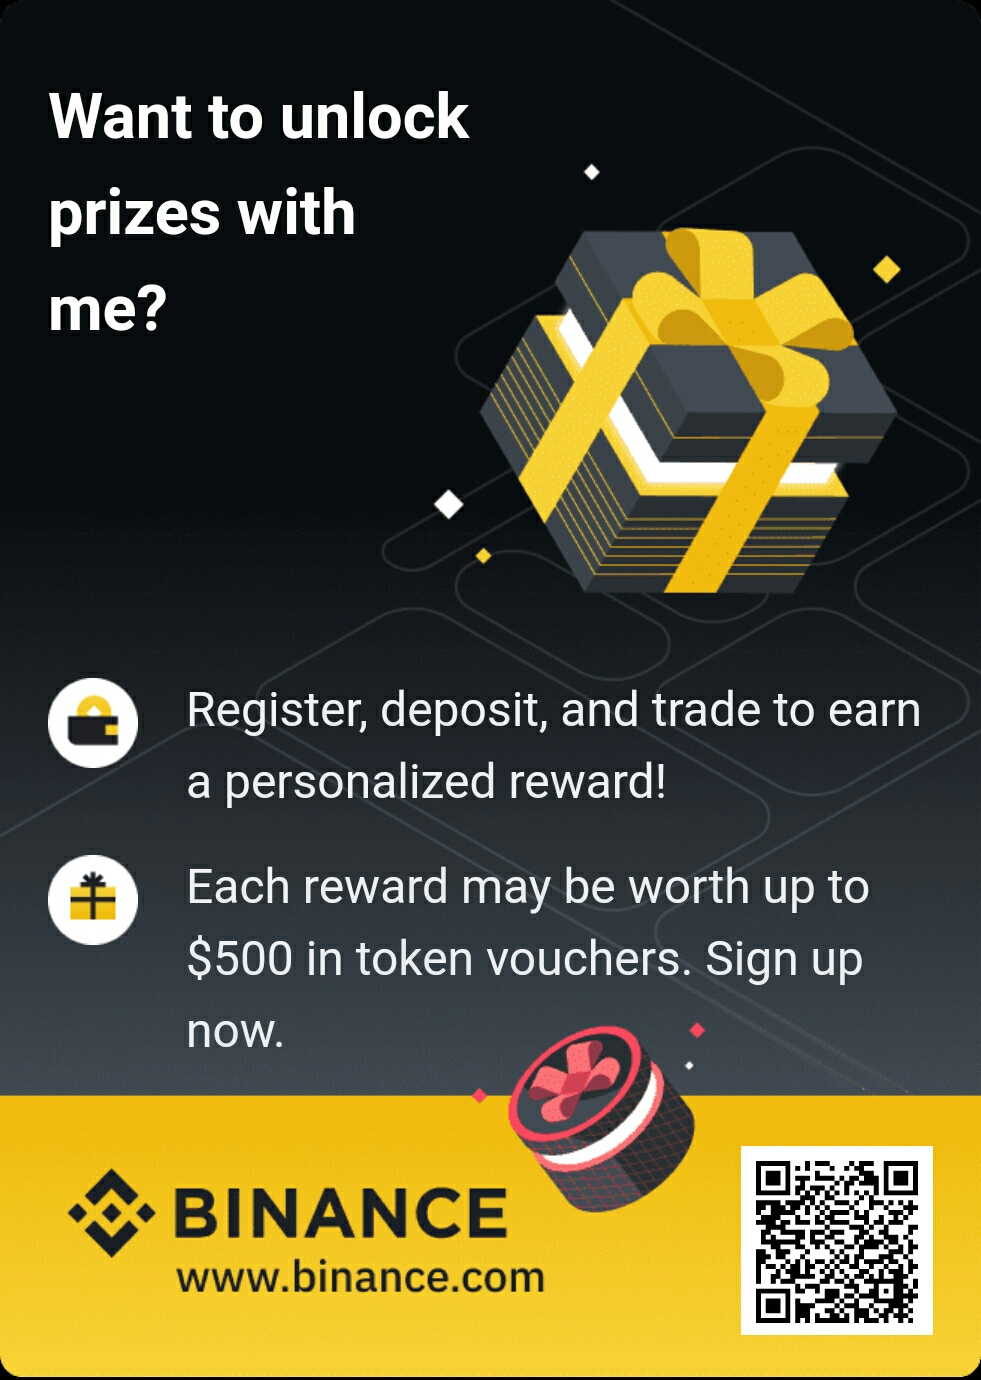 Want to unlock
prizes with
me?
Register, deposit, and trade to earn
a personalized reward!
Each reward may be worth up to
$500 in token vouchers. Sign up
now.
BINANCE
www.binance.com